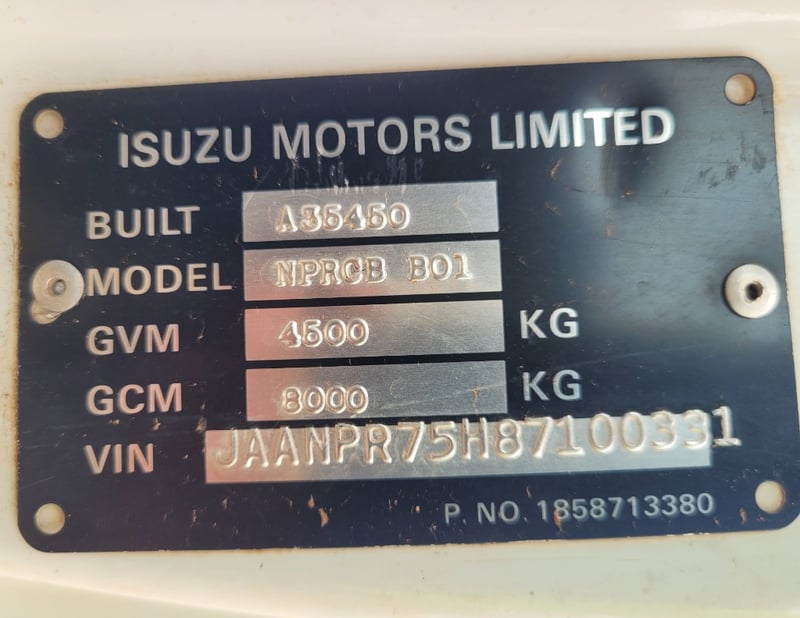 ISUZU MOTORS LIMITED
BUILT A35450
MODEL NPRCB B01
GVM 4500 KG
GCM 8000 KG
VIN JAANPR75H87100331
P. NO. 1858713380